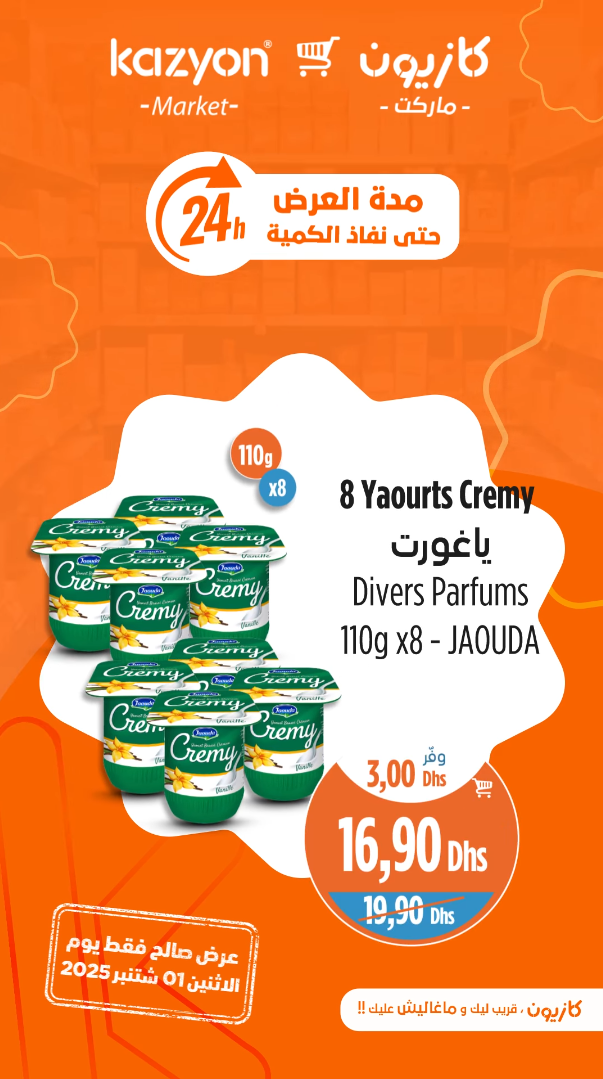 kazyon® كازيون
-Market- - ماركت -
24h
مدة العرض
حتى نفاذ الكمية
110g
x8
8 Yaourts Cremy
ياغورت
Divers Parfums
110g x8 - JAOUDA
Jaouda
Cremy
Vanille
وفّر
3,00 Dhs
16,90 Dhs
19,90 Dhs
عرض صالح فقط يوم
الاثنين 01 شتنبر 2025
كازيون ، قريب ليك و ماغاليش عليك !!